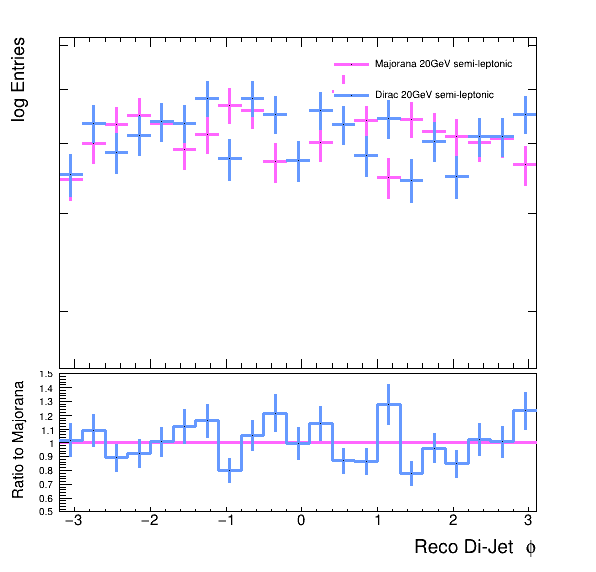 log Entries
Majorana 20GeV semi-leptonic
Dirac 20GeV semi-leptonic
Ratio to Majorana
1.5
1.4
1.3
1.2
1.1
1
0.9
0.8
0.7
0.6
0.5
−3 −2 −1 0 1 2 3
Reco Di-Jet ϕ